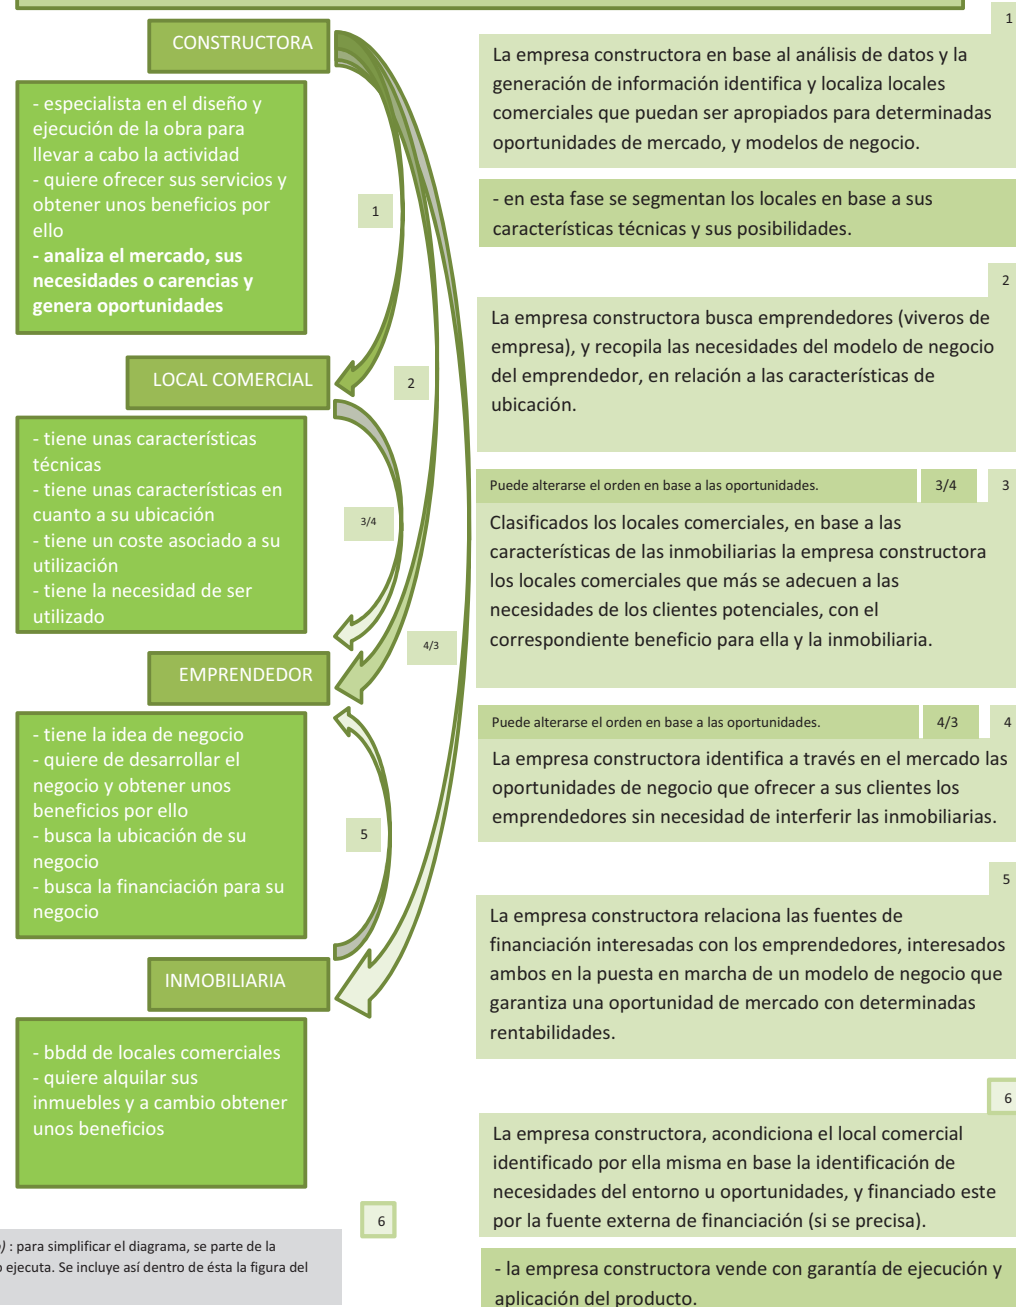 CONSTRUCTORA
- especialista en el diseño y
ejecución de la obra para
llevar a cabo la actividad
- quiere ofrecer sus servicios y
obtener unos beneficios por
ello
- analiza el mercado, sus
necesidades o carencias y
genera oportunidades
LOCAL COMERCIAL
- tiene unas características
técnicas
- tiene unas características en
cuanto a su ubicación
- tiene un coste asociado a su
utilización
- tiene la necesidad de ser
utilizado
EMPRENDEDOR
- tiene la idea de negocio
- quiere de desarrollar el
negocio y obtener unos
beneficios por ello
- busca la ubicación de su
negocio
- busca la financiación para su
negocio
INMOBILIARIA
- bbdd de locales comerciales
- quiere alquilar sus
inmuebles y a cambio obtener
unos beneficios
1
2
3/4
4/3
5
6
) : para simplificar el diagrama, se parte de la
o ejecuta. Se incluye así dentro de ésta la figura del
1
La empresa constructora en base al análisis de datos y la
generación de información identifica y localiza locales
comerciales que puedan ser apropiados para determinadas
oportunidades de mercado, y modelos de negocio.
- en esta fase se segmentan los locales en base a sus
características técnicas y sus posibilidades.
2
La empresa constructora busca emprendedores (viveros de
empresa), y recopila las necesidades del modelo de negocio
del emprendedor, en relación a las características de
ubicación.
Puede alterarse el orden en base a las oportunidades. 3/4 3
Clasificados los locales comerciales, en base a las
características de las inmobiliarias la empresa constructora
los locales comerciales que más se adecuen a las
necesidades de los clientes potenciales, con el
correspondiente beneficio para ella y la inmobiliaria.
Puede alterarse el orden en base a las oportunidades. 4/3 4
La empresa constructora identifica a través en el mercado las
oportunidades de negocio que ofrecer a sus clientes los
emprendedores sin necesidad de interferir las inmobiliarias.
5
La empresa constructora relaciona las fuentes de
financiación interesadas con los emprendedores, interesados
ambos en la puesta en marcha de un modelo de negocio que
garantiza una oportunidad de mercado con determinadas
rentabilidades.
6
La empresa constructora, acondiciona el local comercial
identificado por ella misma en base la identificación de
necesidades del entorno u oportunidades, y financiado este
por la fuente externa de financiación (si se precisa).
- la empresa constructora vende con garantía de ejecución y
aplicación del producto.